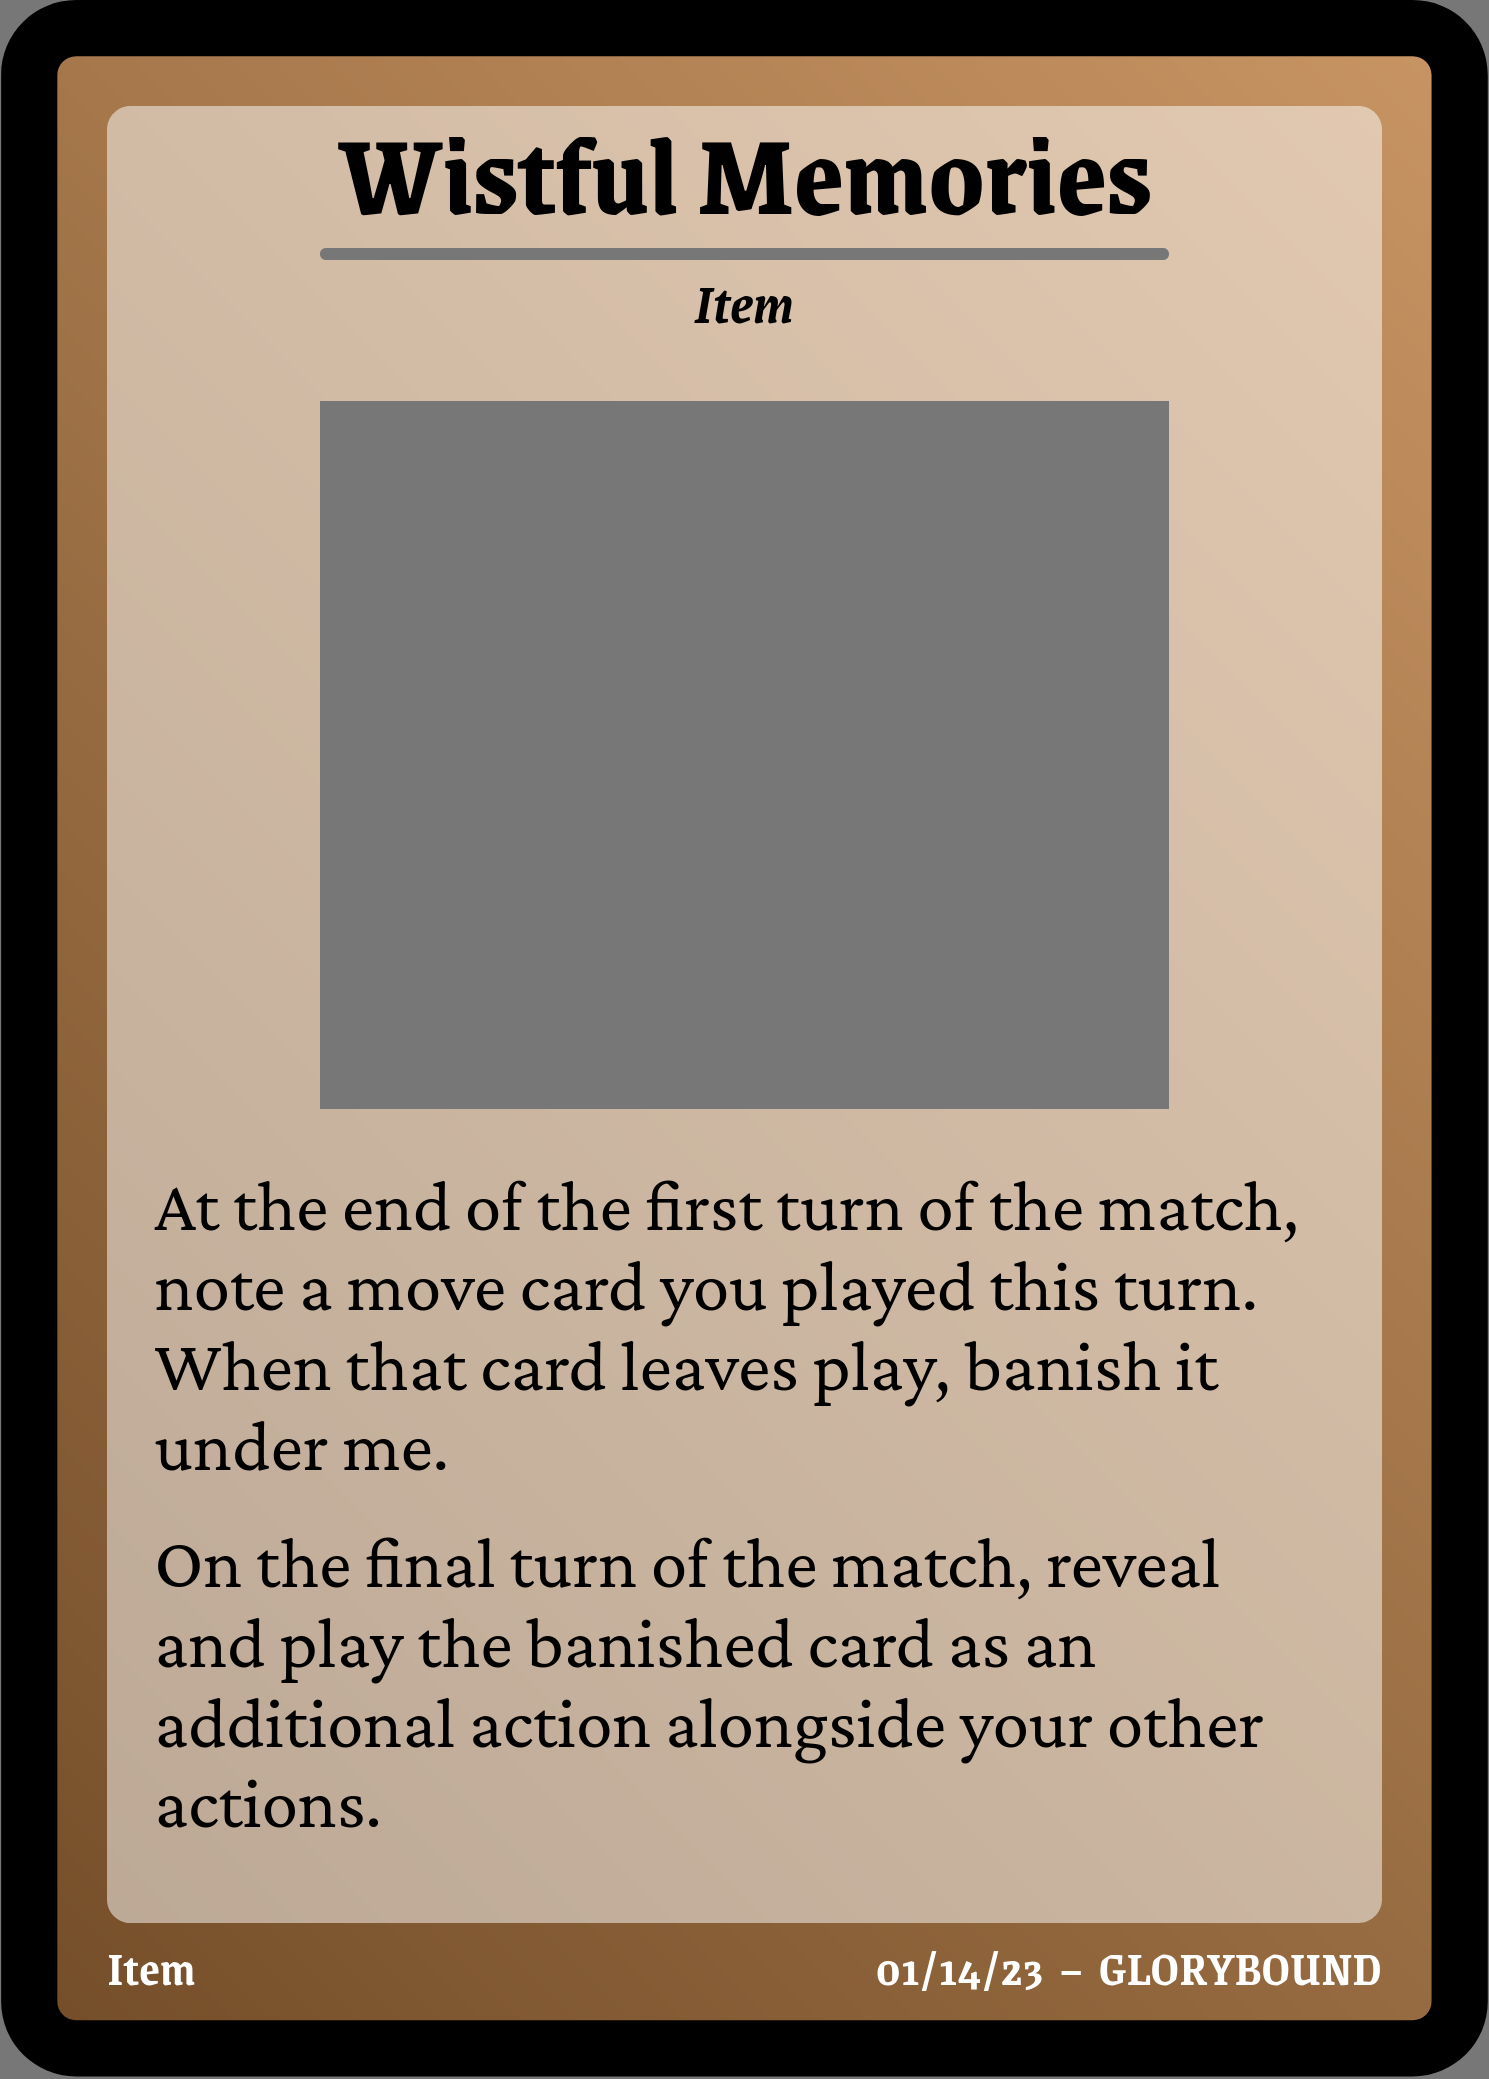 Wistful Memories
Item
At the end of the first turn of the match,
note a move card you played this turn.
When that card leaves play, banish it
under me.
On the final turn of the match, reveal
and play the banished card as an
additional action alongside your other
actions.
Item
01/14/23 – GLORYBOUND